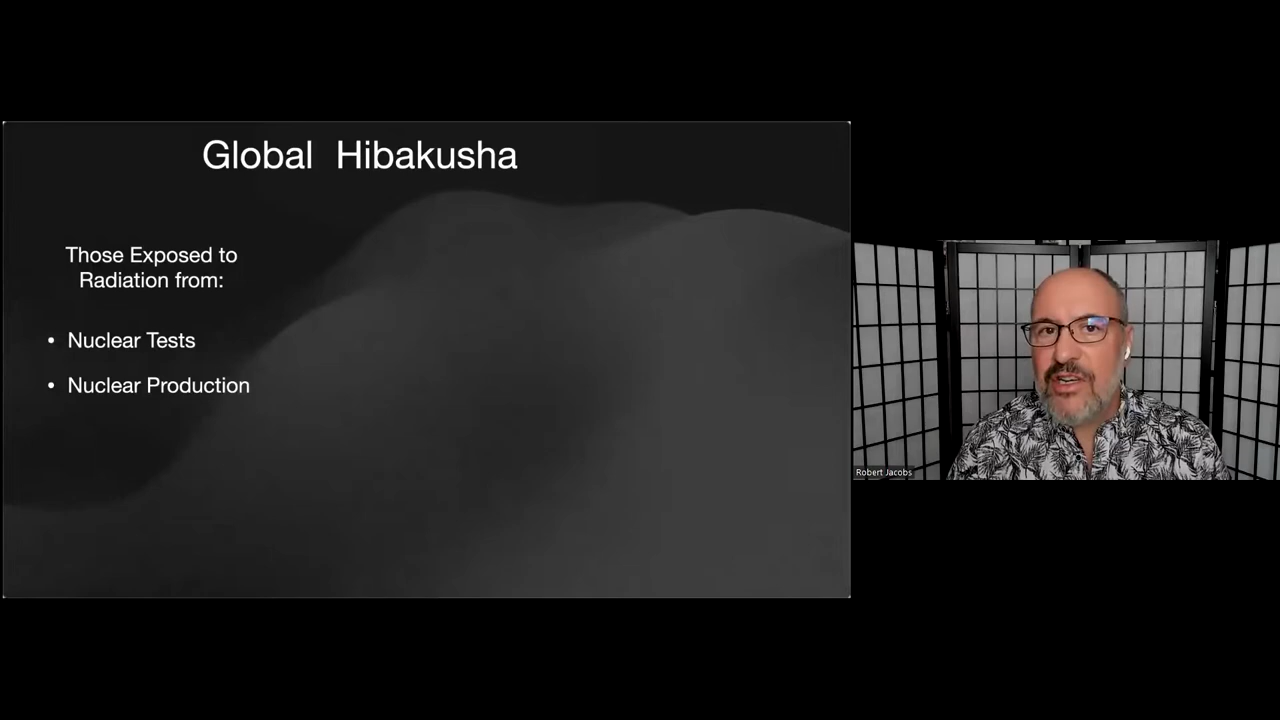 Global Hibakusha
Those Exposed to
Radiation from:
• Nuclear Tests
• Nuclear Production
Robert Jacobs